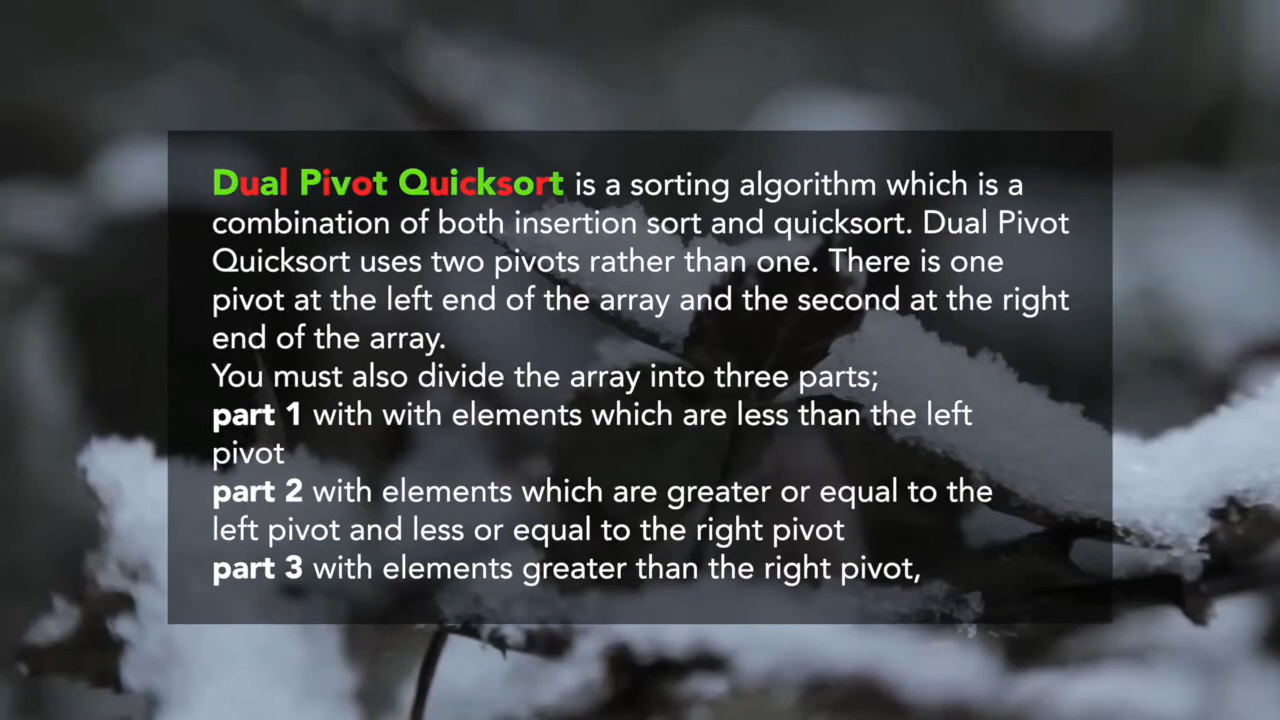 Dual Pivot Quicksort is a sorting algorithm which is a
combination of both insertion sort and quicksort. Dual Pivot
Quicksort uses two pivots rather than one. There is one
pivot at the left end of the array and the second at the right
end of the array.
You must also divide the array into three parts;
part 1 with with elements which are less than the left
pivot
part 2 with elements which are greater or equal to the
left pivot and less or equal to the right pivot
part 3 with elements greater than the right pivot,